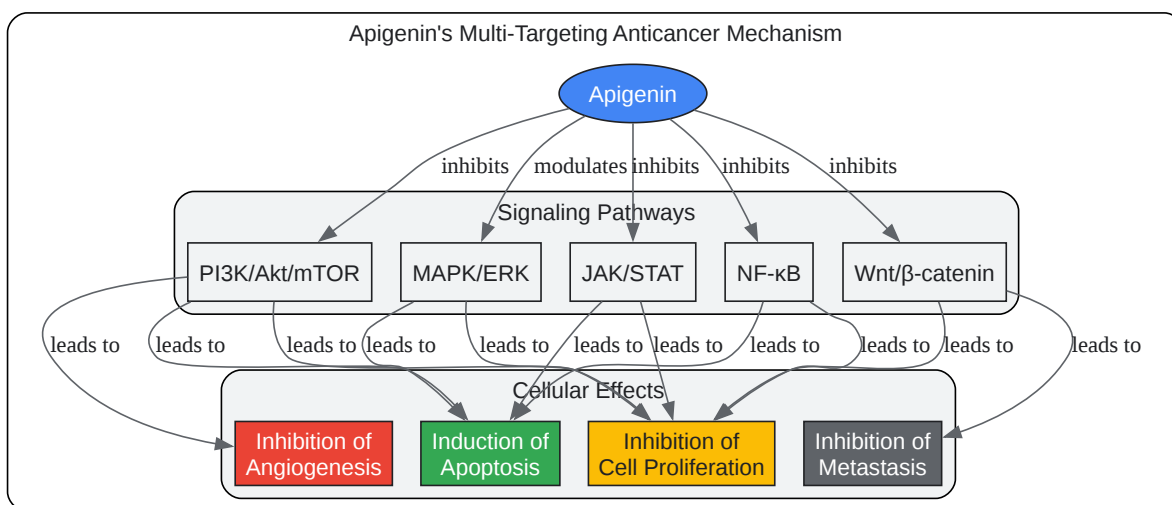 Apigenin's Multi-Targeting Anticancer Mechanism
Apigenin
inhibits
modulates
inhibits
inhibits
inhibits
Signaling Pathways
PI3K/Akt/mTOR
MAPK/ERK
JAK/STAT
NF-κB
Wnt/β-catenin
leads to
leads to
leads to
leads to
leads to
leads to
leads to
leads to
leads to
leads to
leads to
Cellular Effects
Inhibition of
Angiogenesis
Induction of
Apoptosis
Inhibition of
Cell Proliferation
Inhibition of
Metastasis